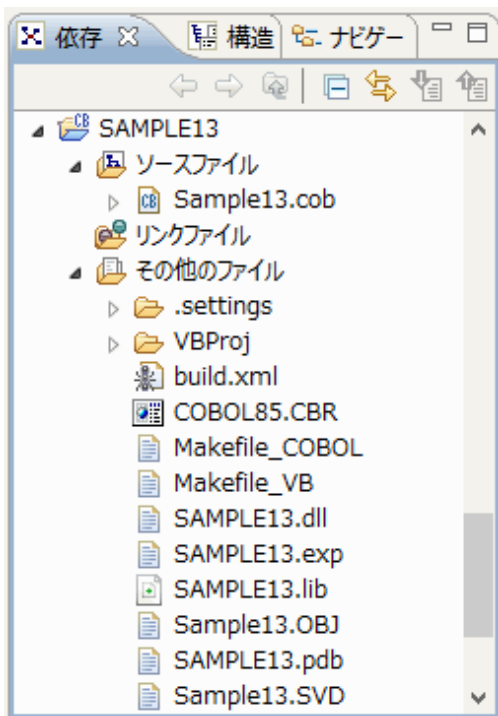 依存 構造 ナビゲー
SAMPLE13
ソースファイル
Sample13.cob
リンクファイル
その他のファイル
.settings
VBProj
build.xml
COBOL85.CBR
Makefile_COBOL
Makefile_VB
SAMPLE13.dll
SAMPLE13.exp
SAMPLE13.lib
Sample13.OBJ
SAMPLE13.pdb
Sample13.SVD